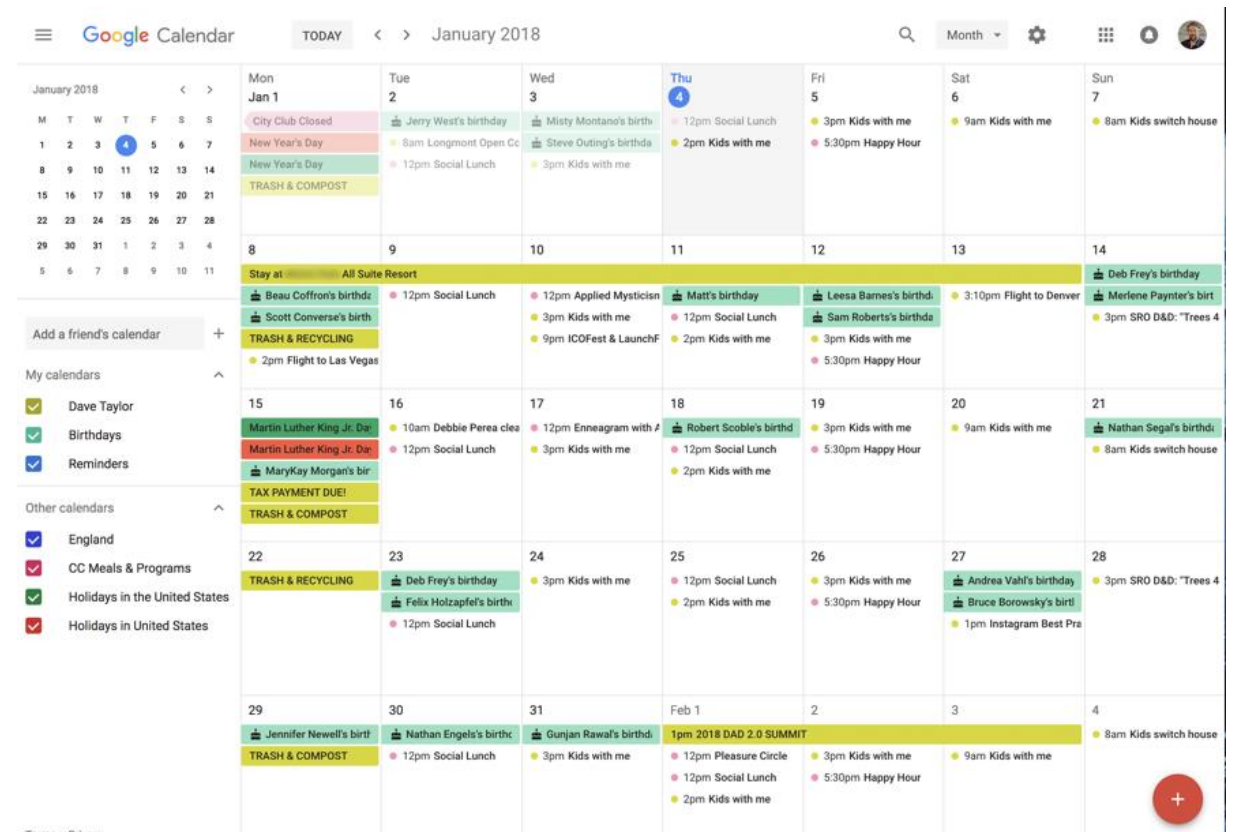 Google Calendar TODAY January 2018 Month
January 2018
M T W T F S S
1 2 3 4 5 6 7
8 9 10 11 12 13 14
15 16 17 18 19 20 21
22 23 24 25 26 27 28
29 30 31 1 2 3 4
5 6 7 8 9 10 11
Add a friend's calendar +
My calendars
Dave Taylor
Birthdays
Reminders
Other calendars
England
CC Meals & Programs
Holidays in the United States
Holidays in United States
Mon Tue Wed Thu Fri Sat Sun
Jan 1 2 3 4 5 6 7
City Club Closed Jerry West's birthday Misty Montano's birth 12pm Social Lunch 3pm Kids with me 9am Kids with me 8am Kids switch house
New Year's Day 8am Longmont Open Cc Steve Outing's birthda 2pm Kids with me 5:30pm Happy Hour
New Year's Day 12pm Social Lunch 3pm Kids with me
TRASH & COMPOST
8 9 10 11 12 13 14
Stay at All Suite Resort Deb Frey's birthday
Beau Coffron's birthda 12pm Social Lunch 12pm Applied Mysticisn Matt's birthday Leesa Barnes's birthd 3:10pm Flight to Denver Merlene Paynter's birt
Scott Converse's birth 3pm Kids with me 12pm Social Lunch Sam Roberts's birthda 3pm SRO D&D: "Trees 4
TRASH & RECYCLING 9pm ICOFest & LaunchF 2pm Kids with me 3pm Kids with me
2pm Flight to Las Vegas 5:30pm Happy Hour
15 16 17 18 19 20 21
Martin Luther King Jr. Day 10am Debbie Perea clea 12pm Enneagram with A Robert Scoble's birthd 3pm Kids with me 9am Kids with me Nathan Segal's birthda
Martin Luther King Jr. Day 12pm Social Lunch 3pm Kids with me 12pm Social Lunch 5:30pm Happy Hour 8am Kids switch house
MaryKay Morgan's bir 2pm Kids with me
TAX PAYMENT DUE!
TRASH & COMPOST
22 23 24 25 26 27 28
TRASH & RECYCLING Deb Frey's birthday 3pm Kids with me 12pm Social Lunch 3pm Kids with me Andrea Vahl's birthday 3pm SRO D&D: "Trees 4
Felix Holzapfel's birthc 2pm Kids with me 5:30pm Happy Hour Bruce Borowsky's birtl
12pm Social Lunch 1pm Instagram Best Pra
29 30 31 Feb 1 2 3 4
Jennifer Newell's birth Nathan Engels's birthc Gunjan Rawal's birthd 1pm 2018 DAD 2.0 SUMMIT 8am Kids switch house
TRASH & COMPOST 12pm Social Lunch 3pm Kids with me 12pm Pleasure Circle 3pm Kids with me 9am Kids with me
12pm Social Lunch 5:30pm Happy Hour
2pm Kids with me
+